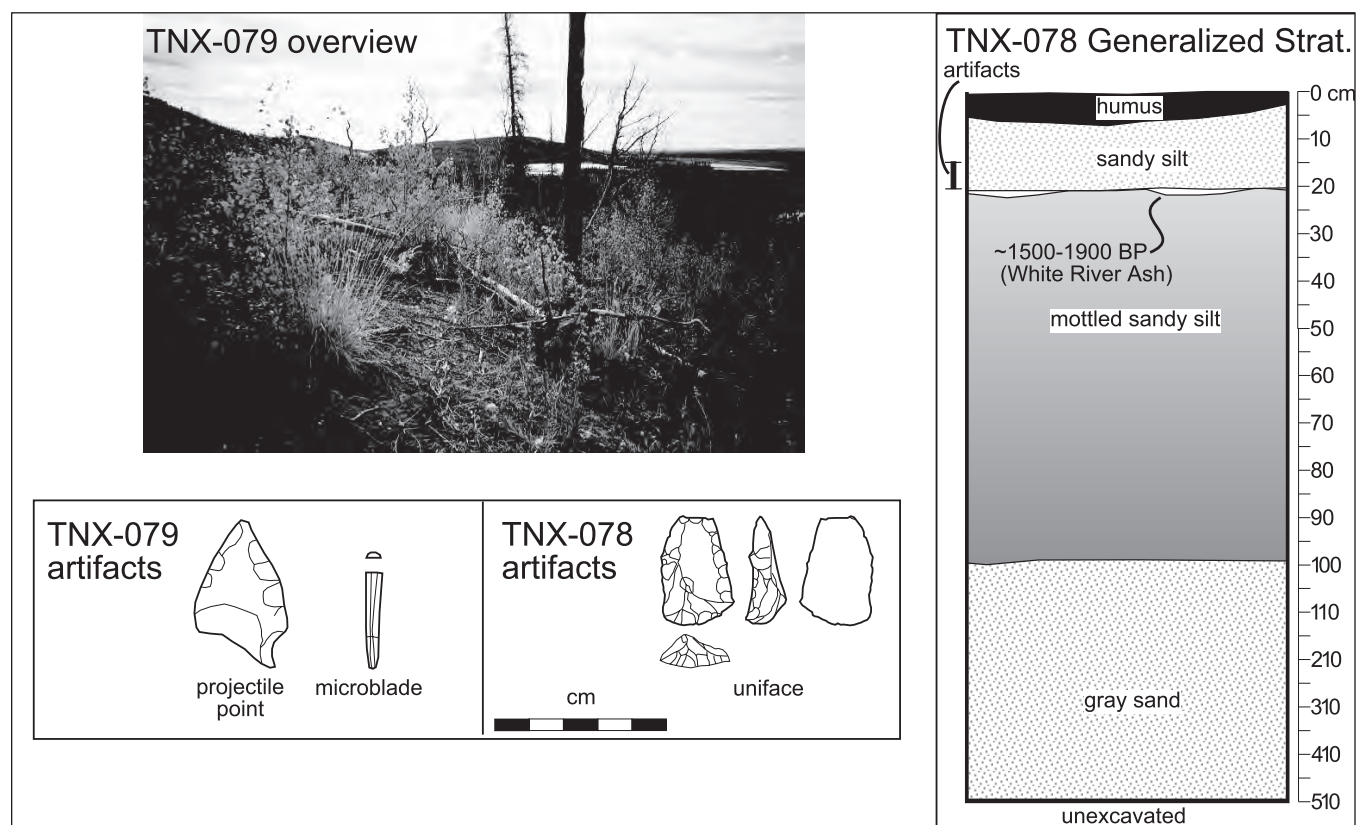 TNX-079 overview
TNX-079
artifacts
projectile
point
microblade
TNX-078
artifacts
uniface
cm
TNX-078 Generalized Strat.
artifacts
humus
sandy silt
~1500-1900 BP
(White River Ash)
mottled sandy silt
gray sand
unexcavated
0 cm
10
20
30
40
50
60
70
80
90
100
110
210
310
410
510